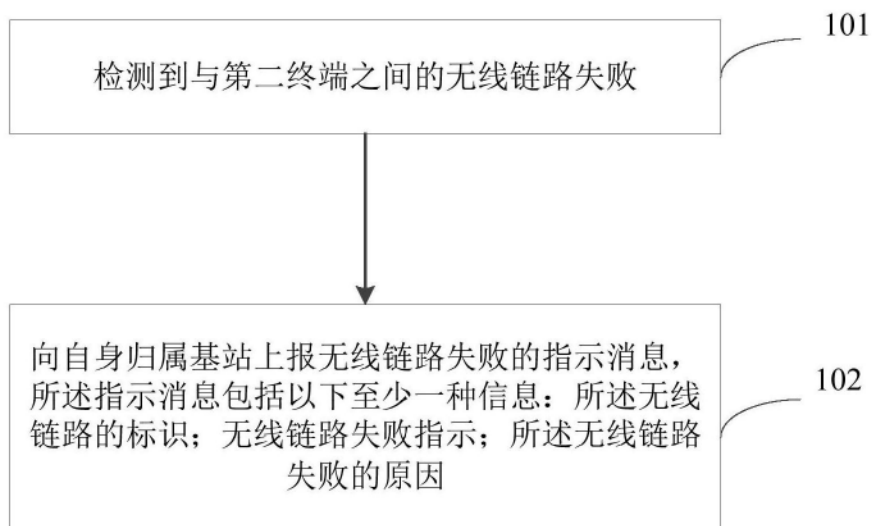 101
检测到与第二终端之间的无线链路失败
向自身归属基站上报无线链路失败的指示消息，
所述指示消息包括以下至少一种信息：所述无线
链路的标识；无线链路失败指示；所述无线链路
失败的原因
102